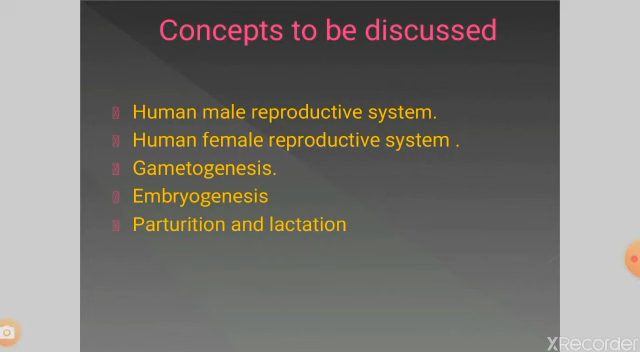 Concepts to be discussed
Human male reproductive system.
Human female reproductive system .
Gametogenesis.
Embryogenesis
Parturition and lactation
XRecorder